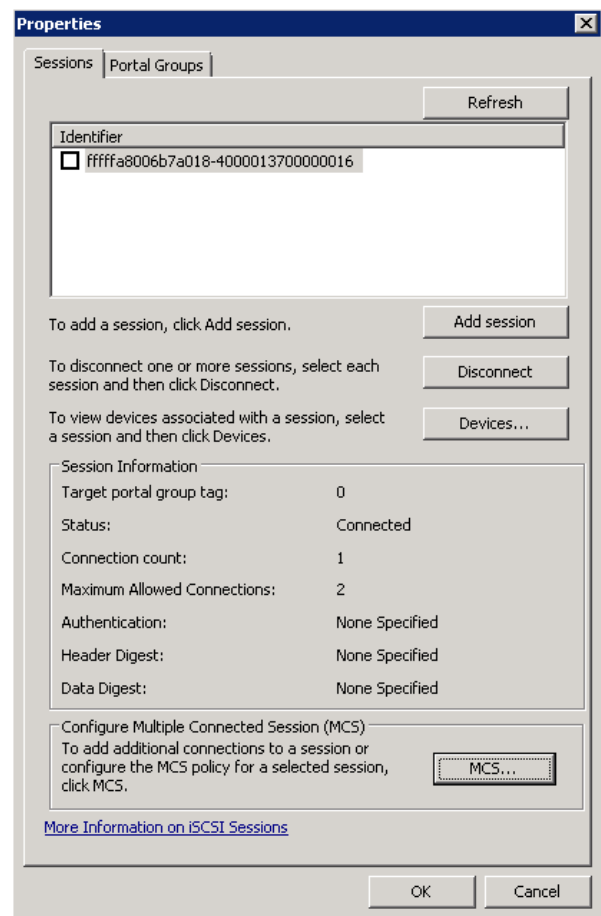 Properties
Sessions
Portal Groups
Refresh
Identifier
fffffa8006b7a018-4000013700000016
To add a session, click Add session.
Add session
To disconnect one or more sessions, select each
session and then click Disconnect.
Disconnect
To view devices associated with a session, select
a session and then click Devices.
Devices...
Session Information
Target portal group tag: 0
Status: Connected
Connection count: 1
Maximum Allowed Connections: 2
Authentication: None Specified
Header Digest: None Specified
Data Digest: None Specified
Configure Multiple Connected Session (MCS)
To add additional connections to a session or
configure the MCS policy for a selected session,
click MCS.
MCS...
More Information on iSCSI Sessions
OK
Cancel